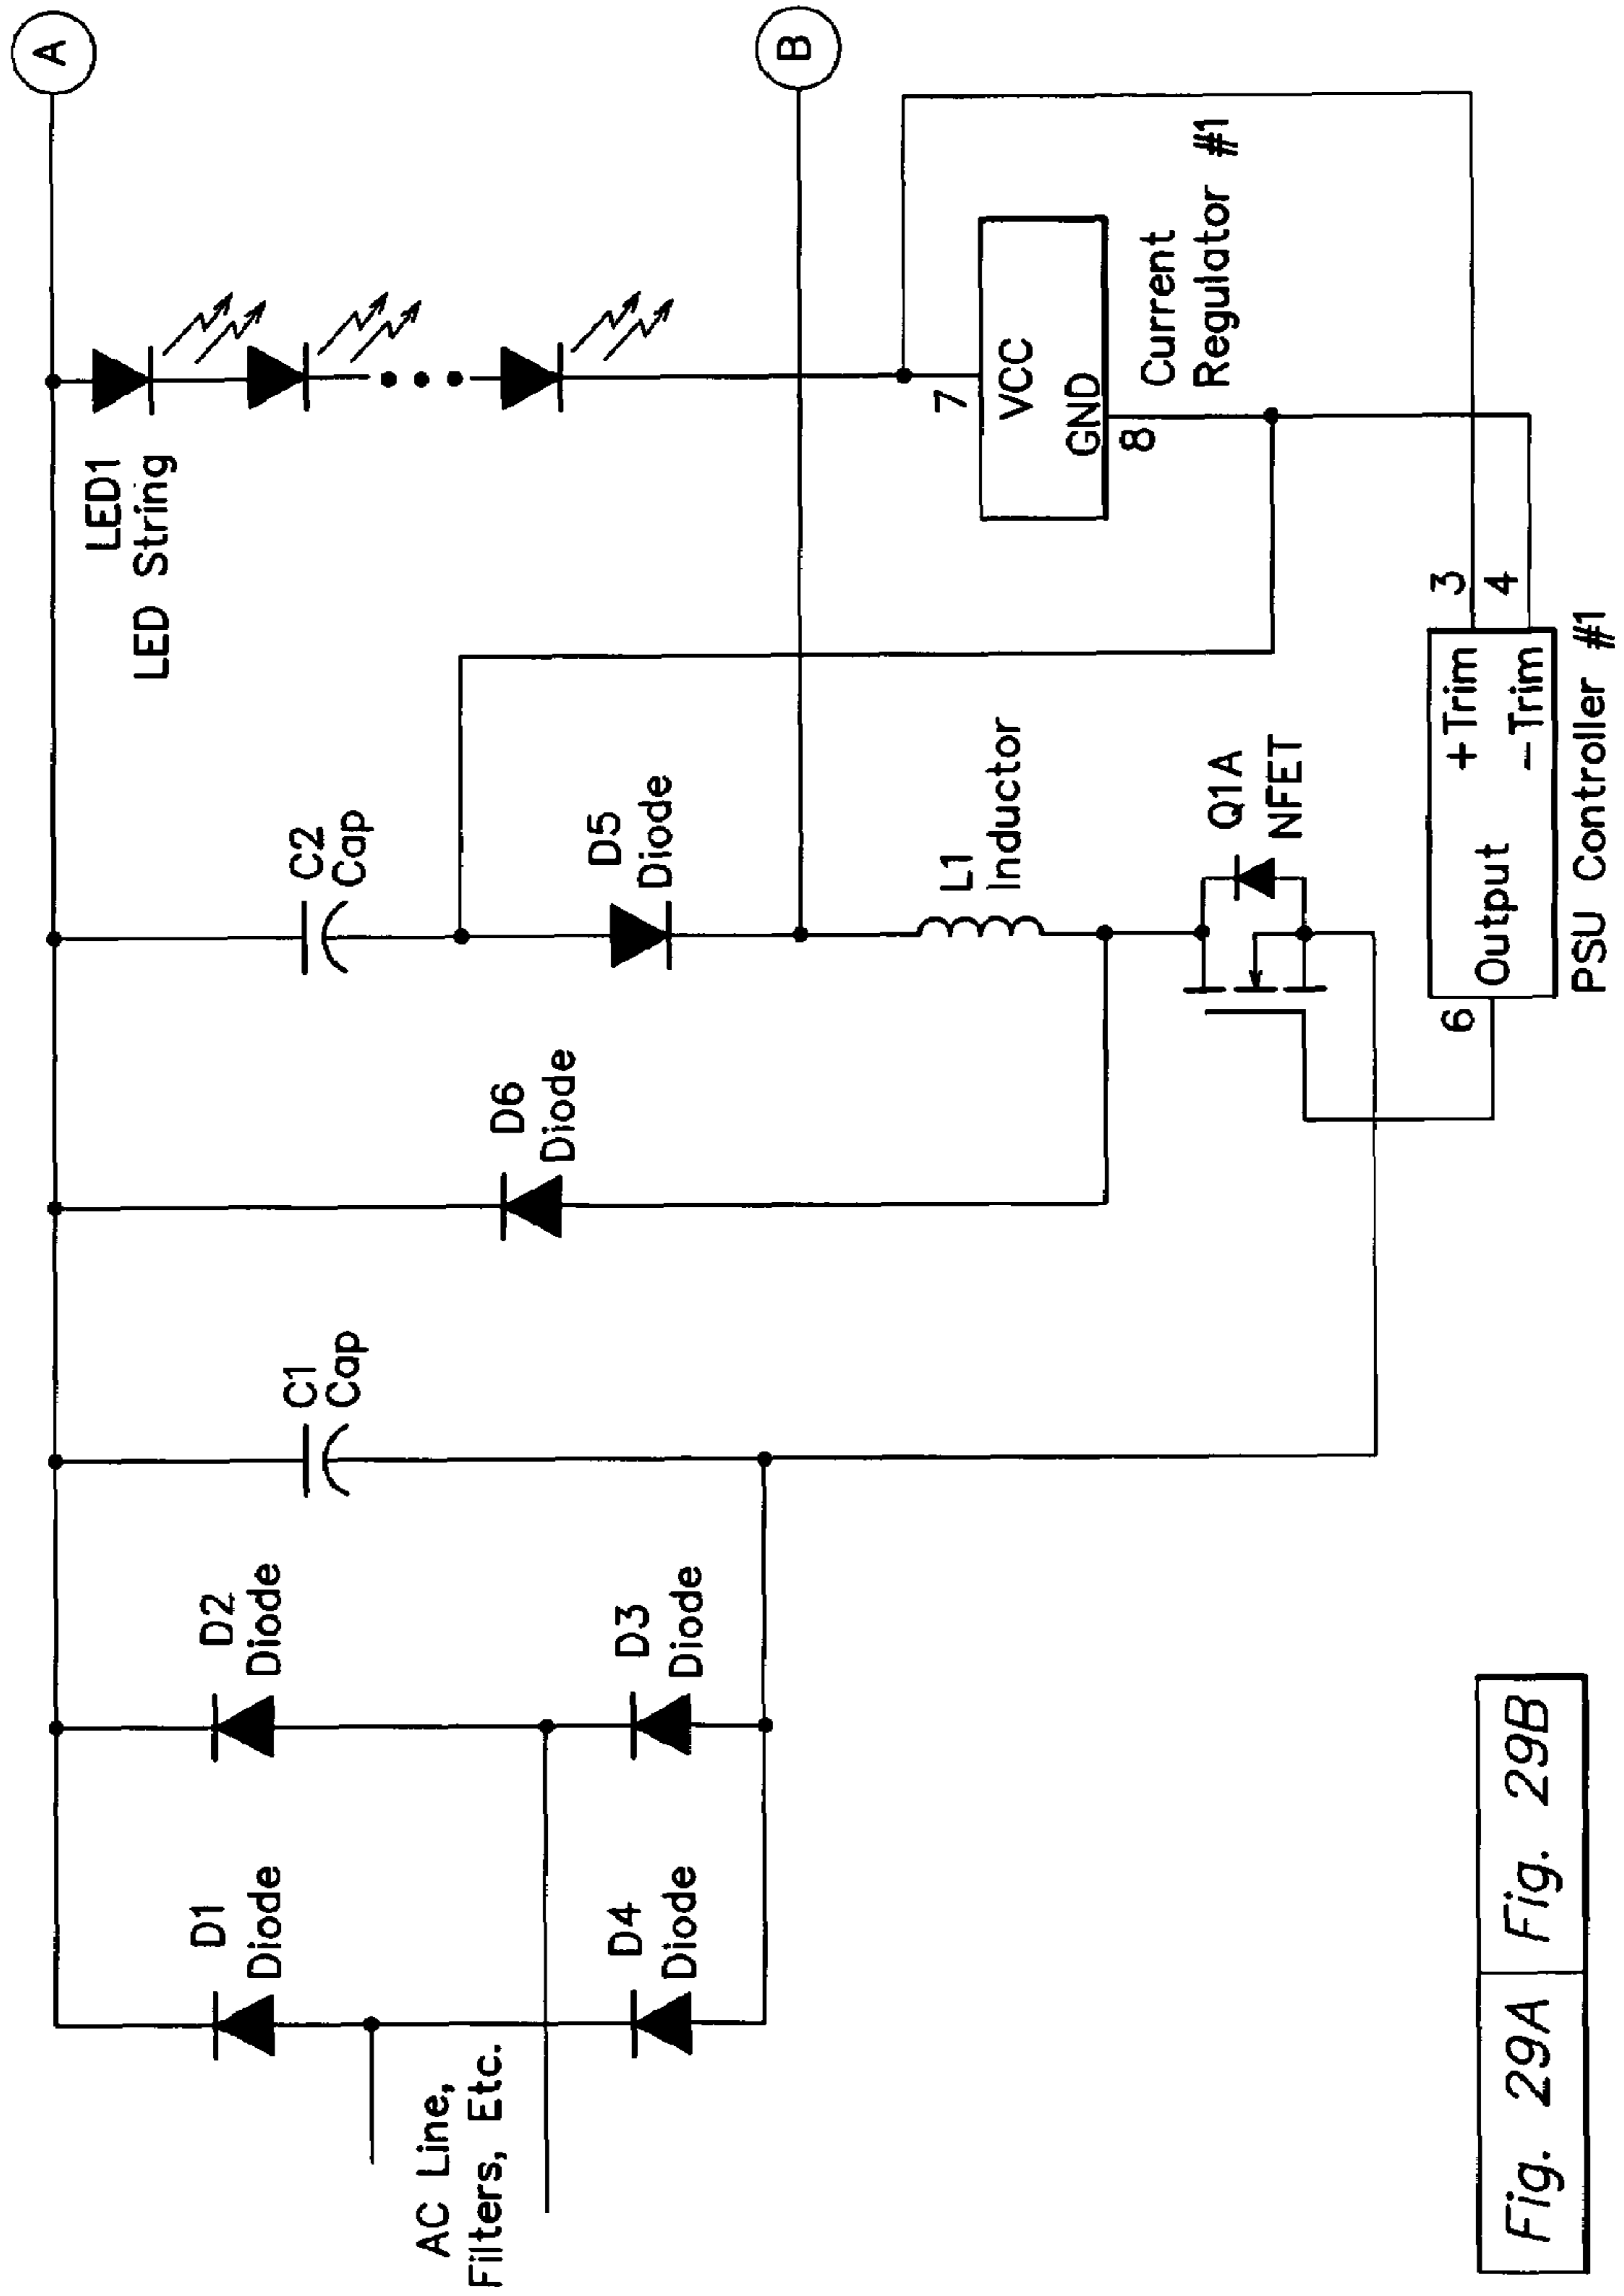 AC Line,
Filters, Etc.
D1
Diode
D4
Diode
D2
Diode
D3
Diode
C1
Cap
D6
Diode
C2
Cap
D5
Diode
L1
Inductor
Q1A
NFET
LED1
LED String
7
VCC
GND
8
Current
Regulator #1
6
Output
+Trim
-Trim
3
4
PSU Controller #1
A
B
Fig. 29A
Fig. 29B